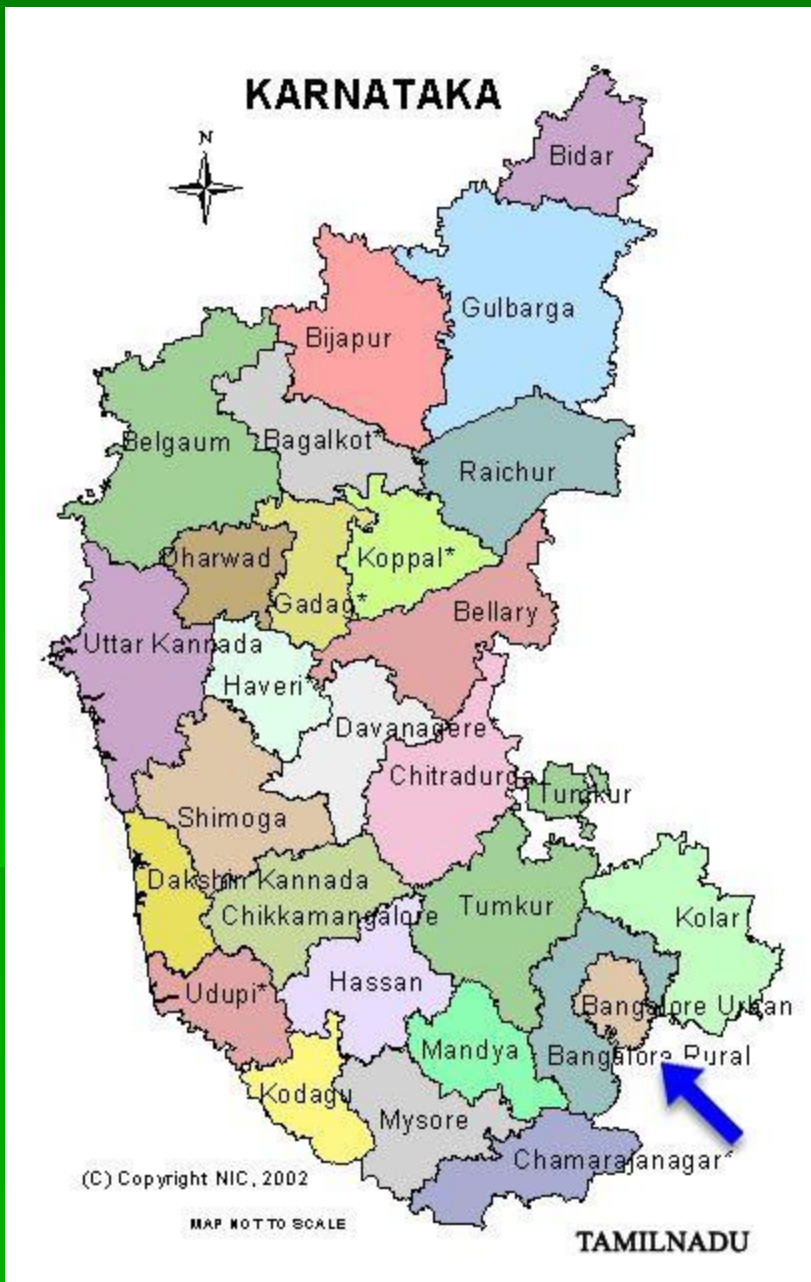 KARNATAKA
N
Bidar
Gulbarga
Bijapur
Belgaum
Bagalkot*
Raichur
Dharwad
Koppal*
Gadag*
Bellary
Uttar Kannada
Haveri*
Davanagere*
Chitradurga
Tumkur
Shimoga
Dakshin Kannada
Chikkamangalore
Tumkur
Kolar
Hassan
Udupi*
Bangalore Urban
Mandya
Bangalore Rural
Kodagu
Mysore
Chamarajanagar*
(C) Copyright NIC, 2002
MAP NOT TO SCALE
TAMILNADU